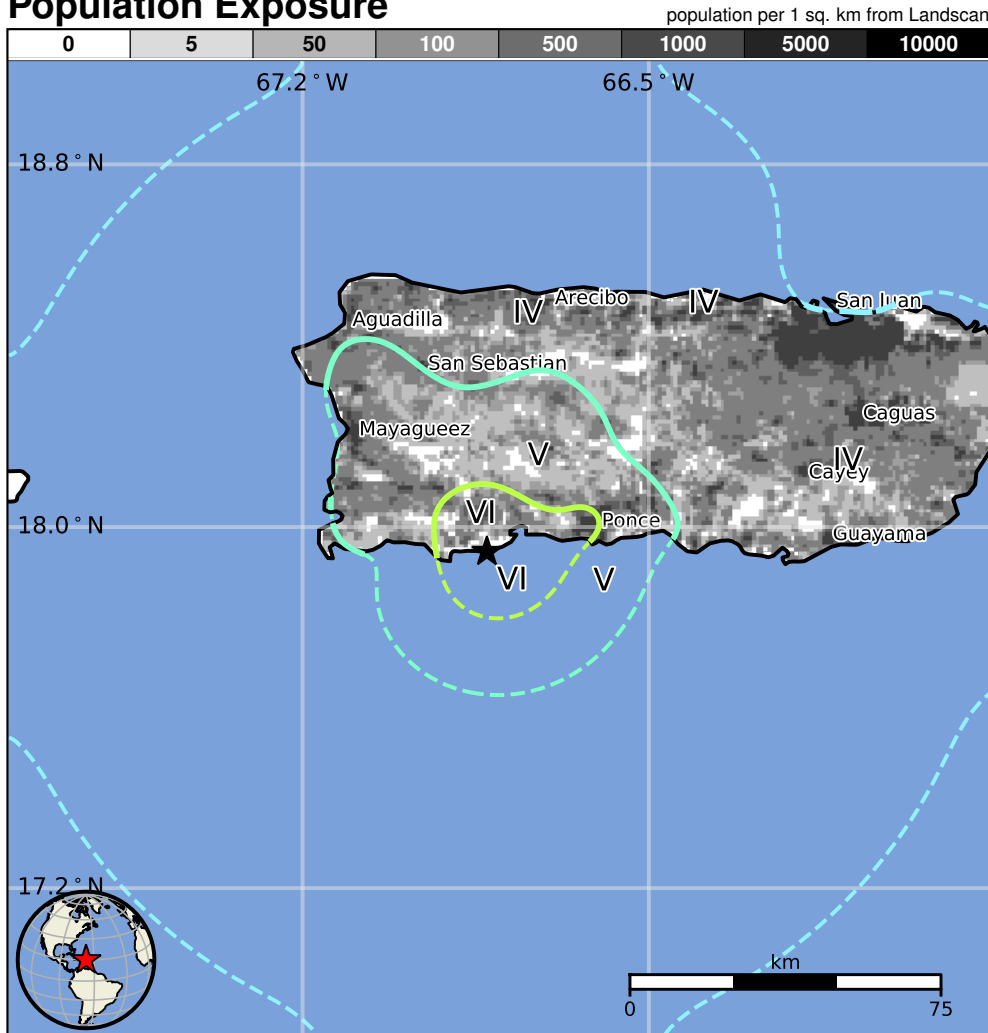 Population Exposure
population per 1 sq. km from Landscan
0 5 50 100 500 1000 5000 10000
67.2°W 66.5°W
18.8°N
San Juan
Arecibo
IV IV
Aguadilla
San Sebastian
Caguas
Mayagueez
V
IV
Cayey
VI
Ponce
18.0°N
Guayama
VI V
17.2°N
km
0 75